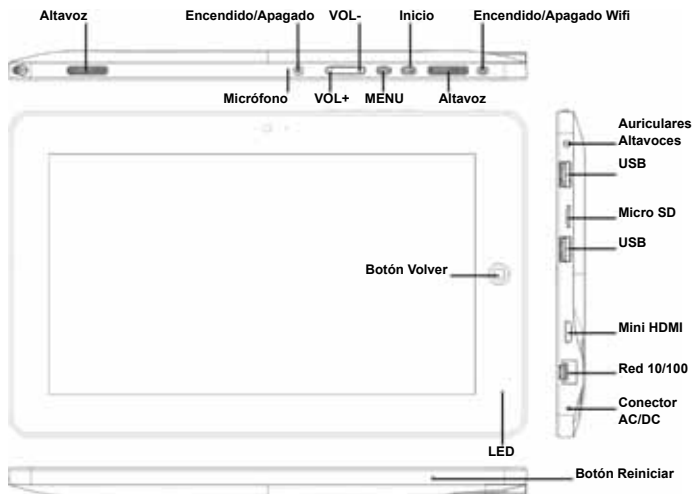 Altavoz
Encendido/Apagado
VOL-
Inicio
Encendido/Apagado Wifi
Micrófono
VOL+
MENU
Altavoz
Auriculares
Altavoces
USB
Micro SD
USB
Botón Volver
Mini HDMI
Red 10/100
Conector
AC/DC
LED
Botón Reiniciar